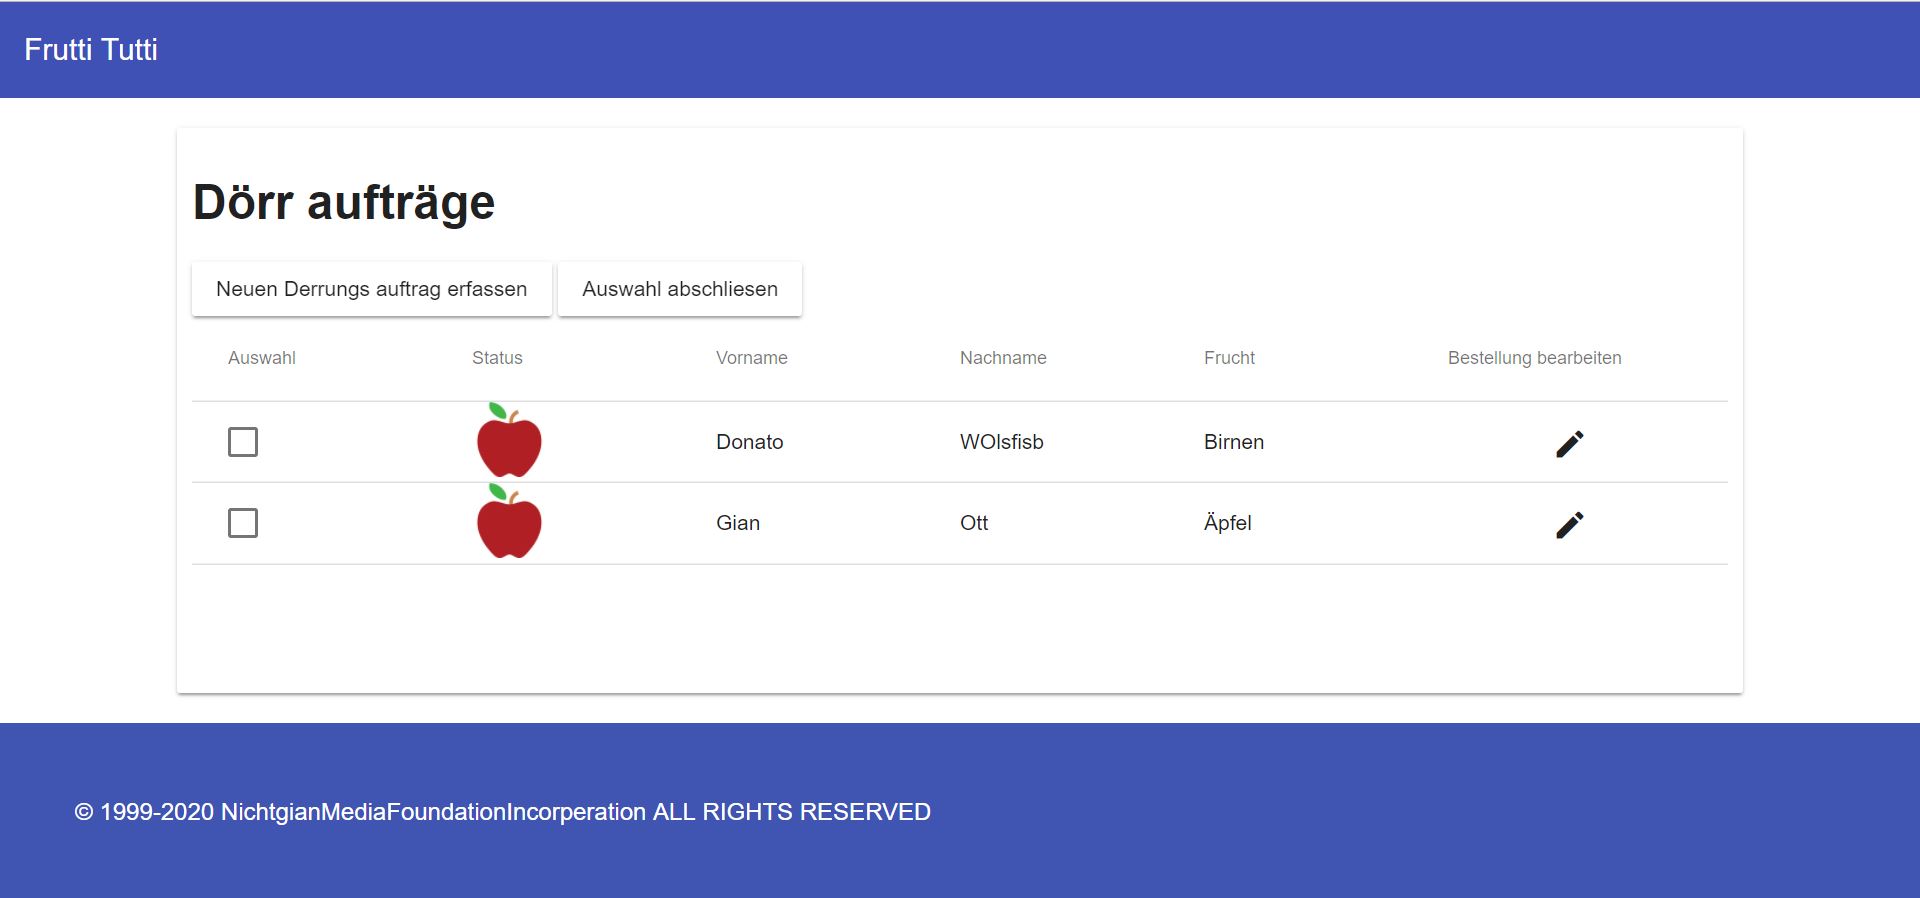 Frutti Tutti
Dörr aufträge
Neuen Derrungs auftrag erfassen Auswahl abschliesen
Auswahl Status Vorname Nachname Frucht Bestellung bearbeiten
Donato WOlsfisb Birnen
Gian Ott Äpfel
© 1999-2020 NichtgianMediaFoundationIncorperation ALL RIGHTS RESERVED